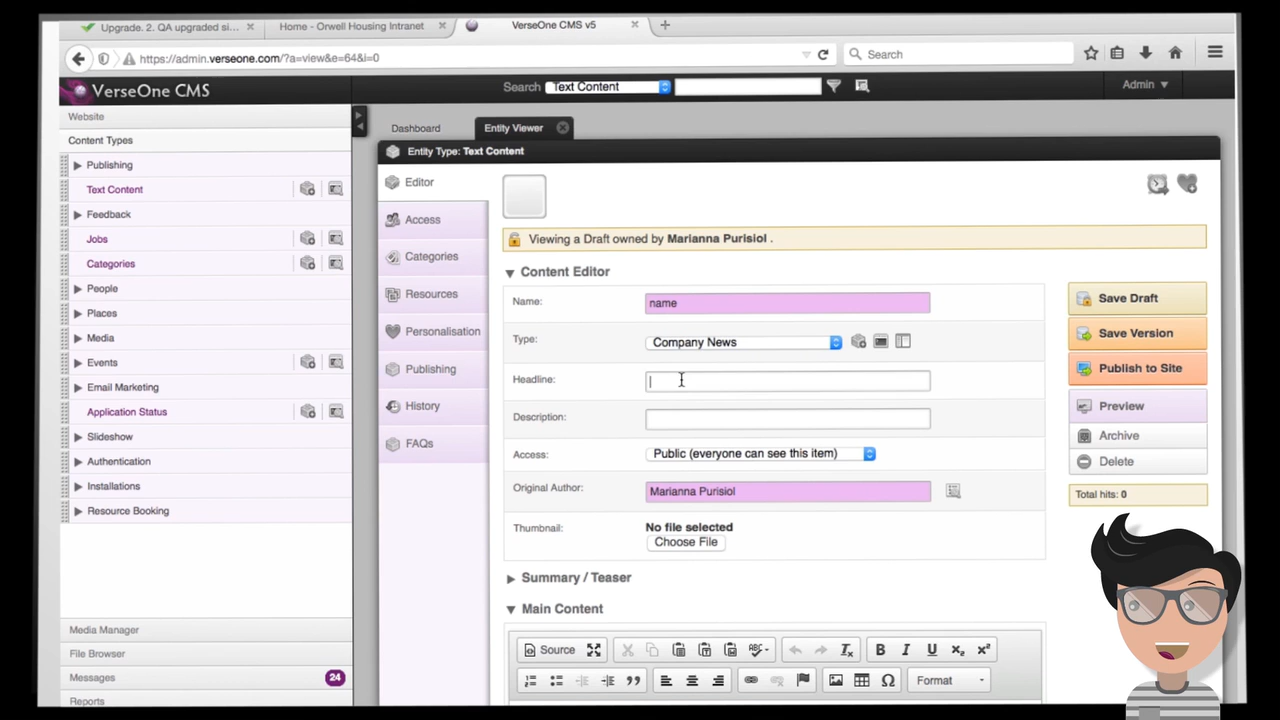 Upgrade. 2. QA upgraded si...
Home - Orwell Housing Intranet
VerseOne CMS v5
https://admin.verseone.com/?a=view&e=64&i=0
Search
VerseOne CMS
Search
Text Content
Admin
Website
Content Types
Publishing
Text Content
Feedback
Jobs
Categories
People
Places
Media
Events
Email Marketing
Application Status
Slideshow
Authentication
Installations
Resource Booking
Media Manager
File Browser
Messages
24
Reports
Dashboard
Entity Viewer
Entity Type: Text Content
Editor
Access
Categories
Resources
Personalisation
Publishing
History
FAQs
Viewing a Draft owned by Marianna Purisiol .
Content Editor
Name:
name
Type:
Company News
Headline:
Description:
Access:
Public (everyone can see this item)
Original Author:
Marianna Purisiol
Thumbnail:
No file selected
Choose File
Summary / Teaser
Main Content
Source
ABC
Tx
B I U x₂ x²
Ω
Format
Save Draft
Save Version
Publish to Site
Preview
Archive
Delete
Total hits: 0